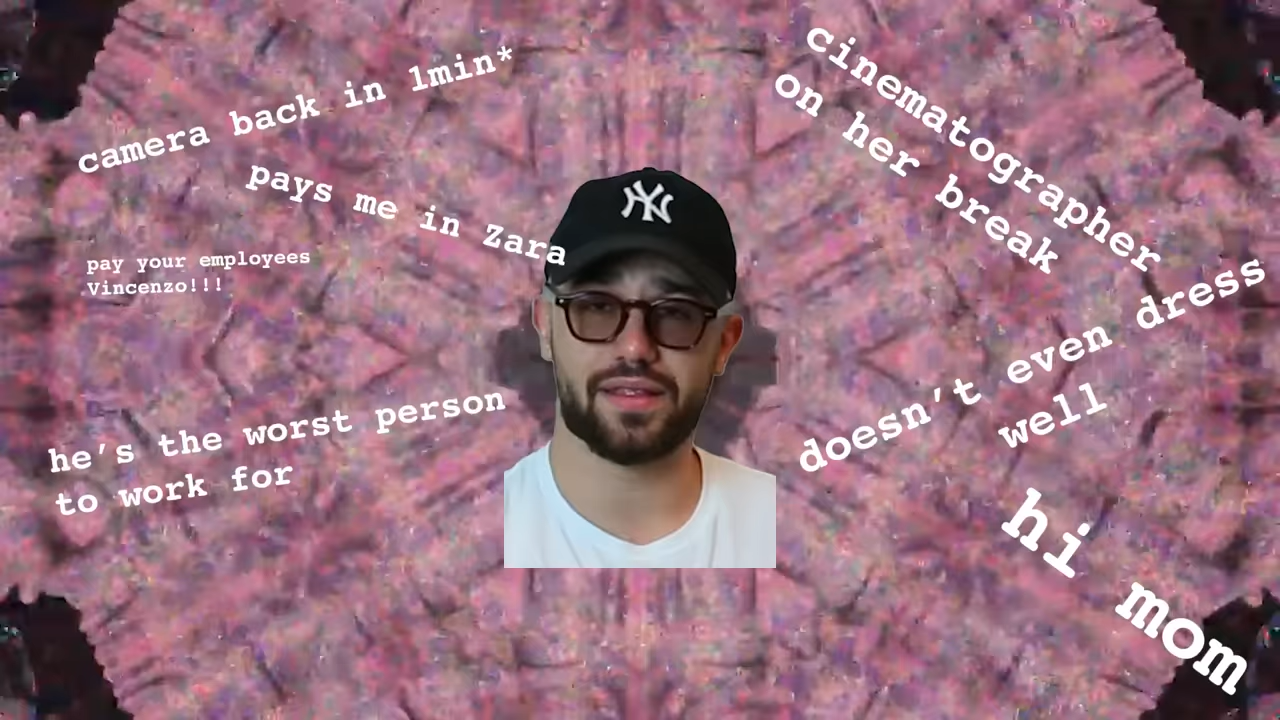 camera back in 1min*
pays me in Zara
pay your employees
Vincenzo!!!
he's the worst person
to work for
NY
cinematographer
on her break
doesn't even dress
well
hi mom